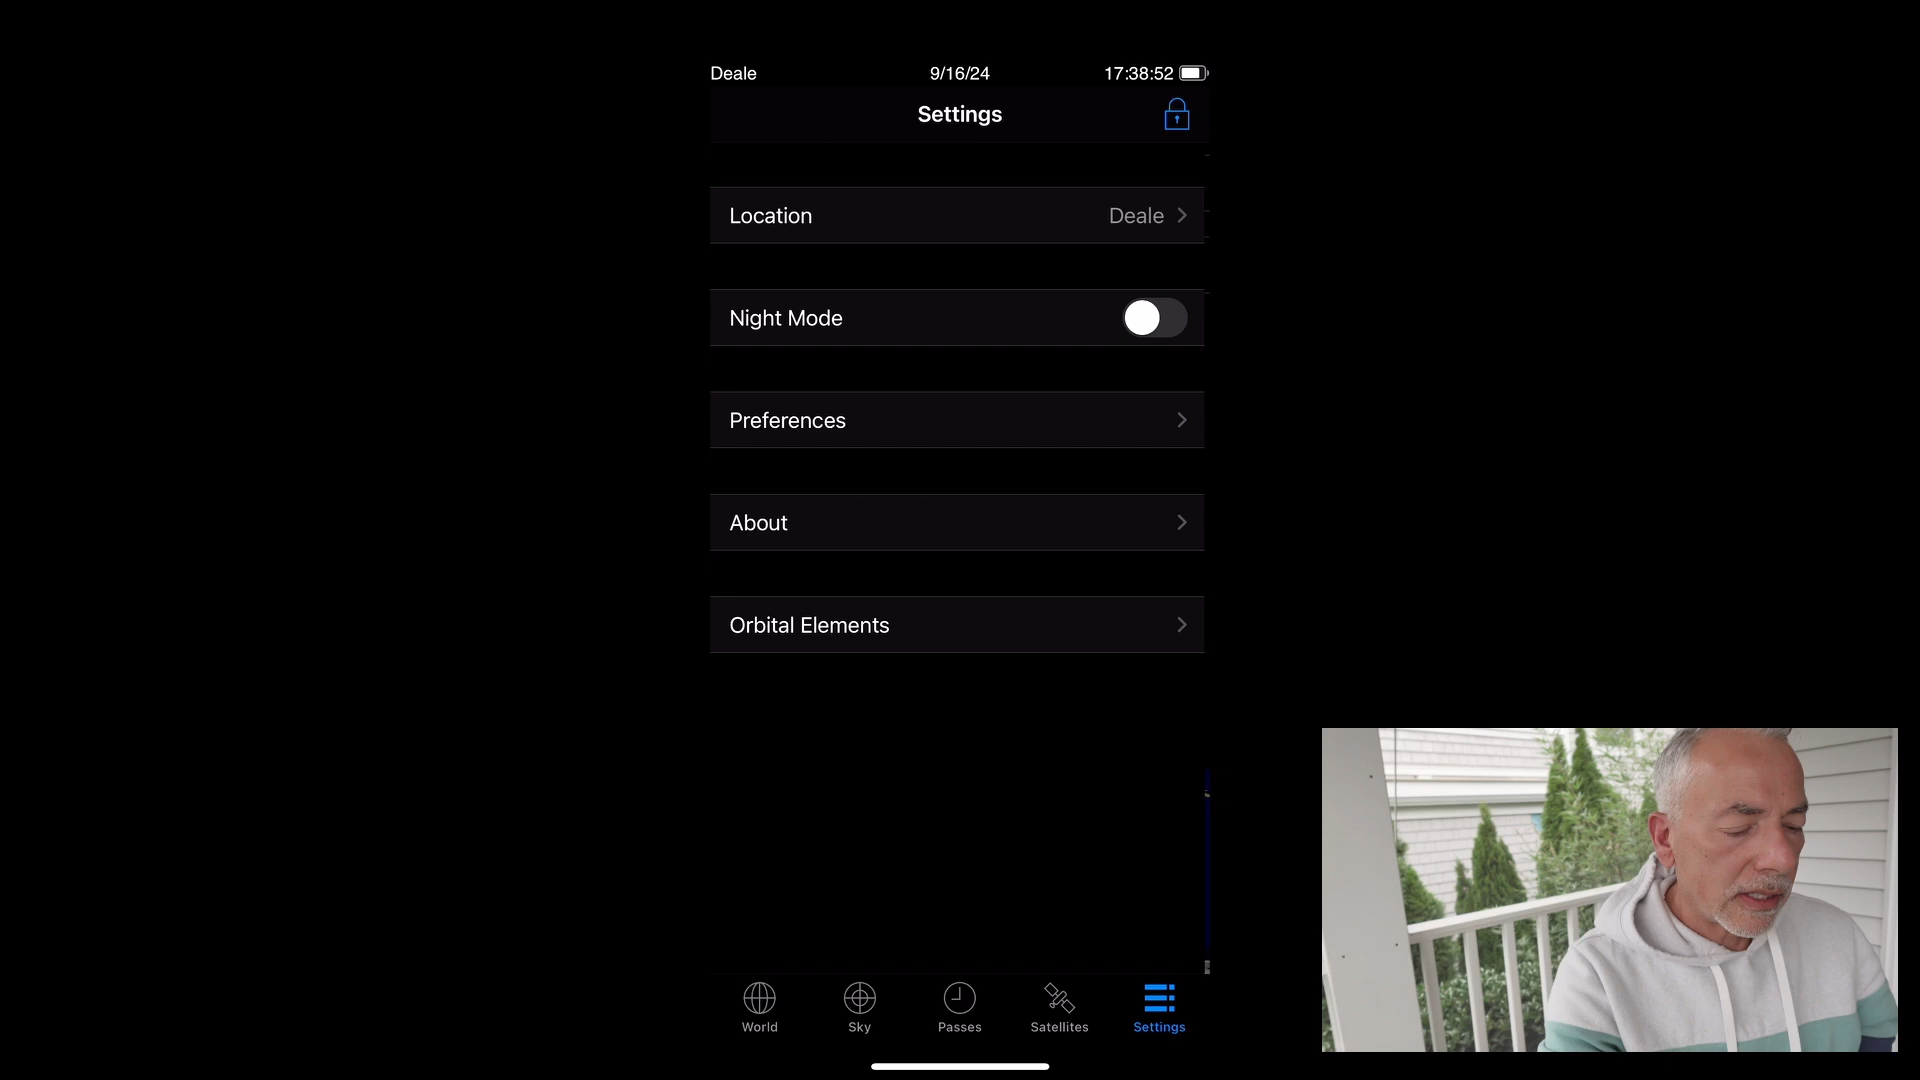 Deale 9/16/24 17:38:52
Settings
Location Deale
Night Mode
Preferences
About
Orbital Elements
World Sky Passes Satellites Settings